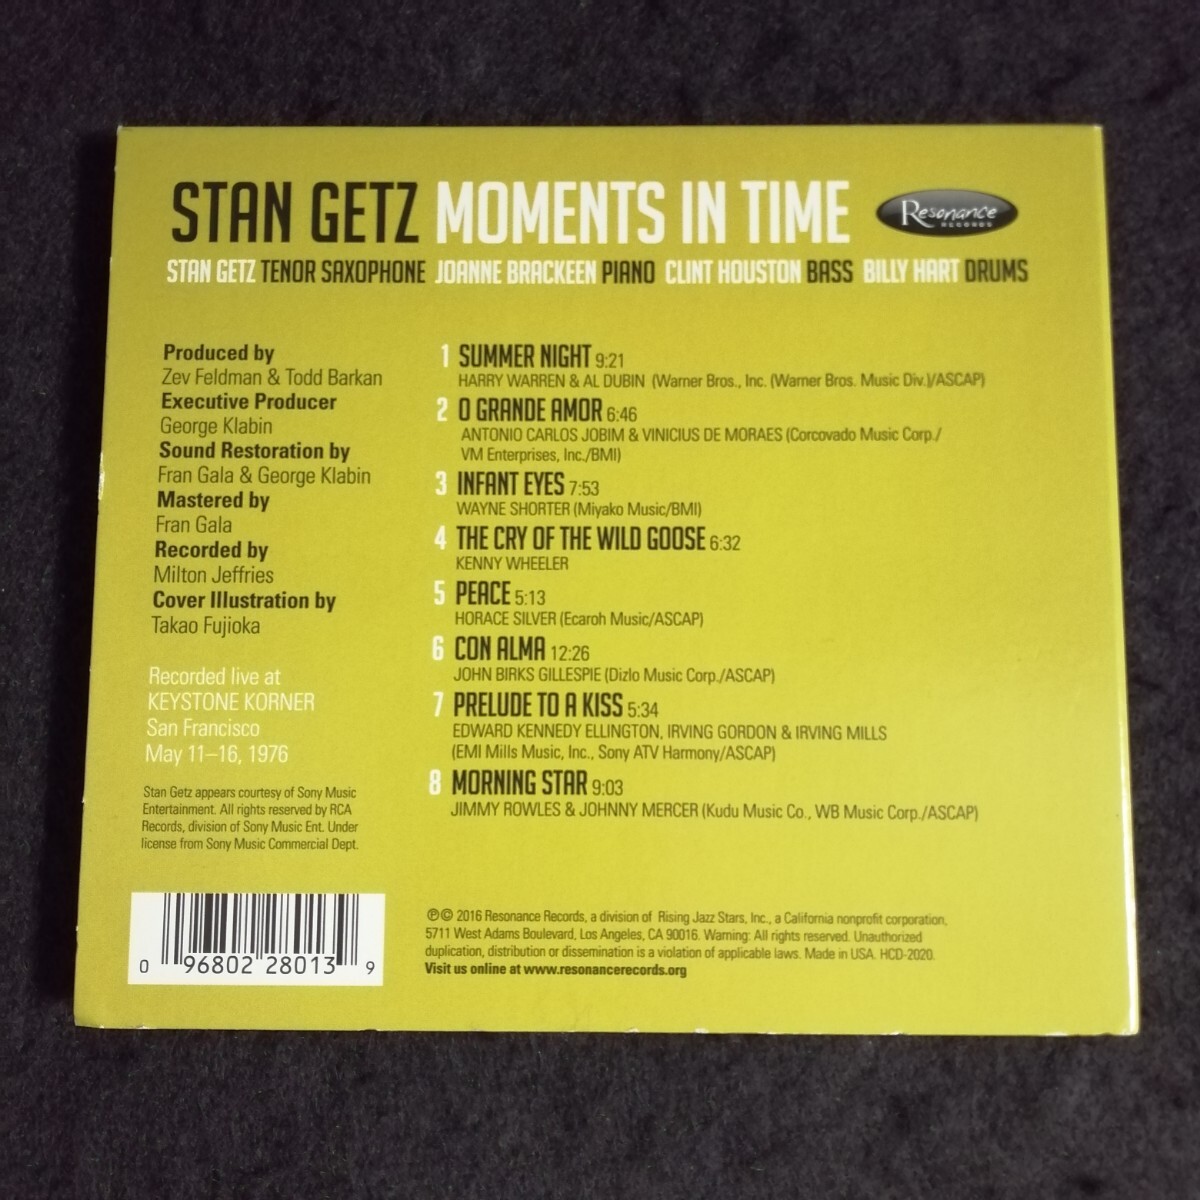 STAN GETZ MOMENTS IN TIME
Resonance
RECORDS
STAN GETZ TENOR SAXOPHONE JOANNE BRACKEEN PIANO CLINT HOUSTON BASS BILLY HART DRUMS
Produced by
Zev Feldman & Todd Barkan
Executive Producer
George Klabin
Sound Restoration by
Fran Gala & George Klabin
Mastered by
Fran Gala
Recorded by
Milton Jeffries
Cover Illustration by
Takao Fujioka
Recorded live at
KEYSTONE KORNER
San Francisco
May 11–16, 1976
Stan Getz appears courtesy of Sony Music
Entertainment. All rights reserved by RCA
Records, division of Sony Music Ent. Under
license from Sony Music Commercial Dept.
1 SUMMER NIGHT 9:21
HARRY WARREN & AL DUBIN (Warner Bros., Inc. (Warner Bros. Music Div.)/ASCAP)
2 O GRANDE AMOR 6:46
ANTONIO CARLOS JOBIM & VINICIUS DE MORAES (Corcovado Music Corp./
VM Enterprises, Inc./BMI)
3 INFANT EYES 7:53
WAYNE SHORTER (Miyako Music/BMI)
4 THE CRY OF THE WILD GOOSE 6:32
KENNY WHEELER
5 PEACE 5:13
HORACE SILVER (Ecaroh Music/ASCAP)
6 CON ALMA 12:26
JOHN BIRKS GILLESPIE (Dizlo Music Corp./ASCAP)
7 PRELUDE TO A KISS 5:34
EDWARD KENNEDY ELLINGTON, IRVING GORDON & IRVING MILLS
(EMI Mills Music, Inc., Sony ATV Harmony/ASCAP)
8 MORNING STAR 9:03
JIMMY ROWLES & JOHNNY MERCER (Kudu Music Co., WB Music Corp./ASCAP)
0 96802 28013 9
℗© 2016 Resonance Records, a division of Rising Jazz Stars, Inc., a California nonprofit corporation,
5711 West Adams Boulevard, Los Angeles, CA 90016. Warning: All rights reserved. Unauthorized
duplication, distribution or dissemination is a violation of applicable laws. Made in USA. HCD-2020.
Visit us online at www.resonancerecords.org